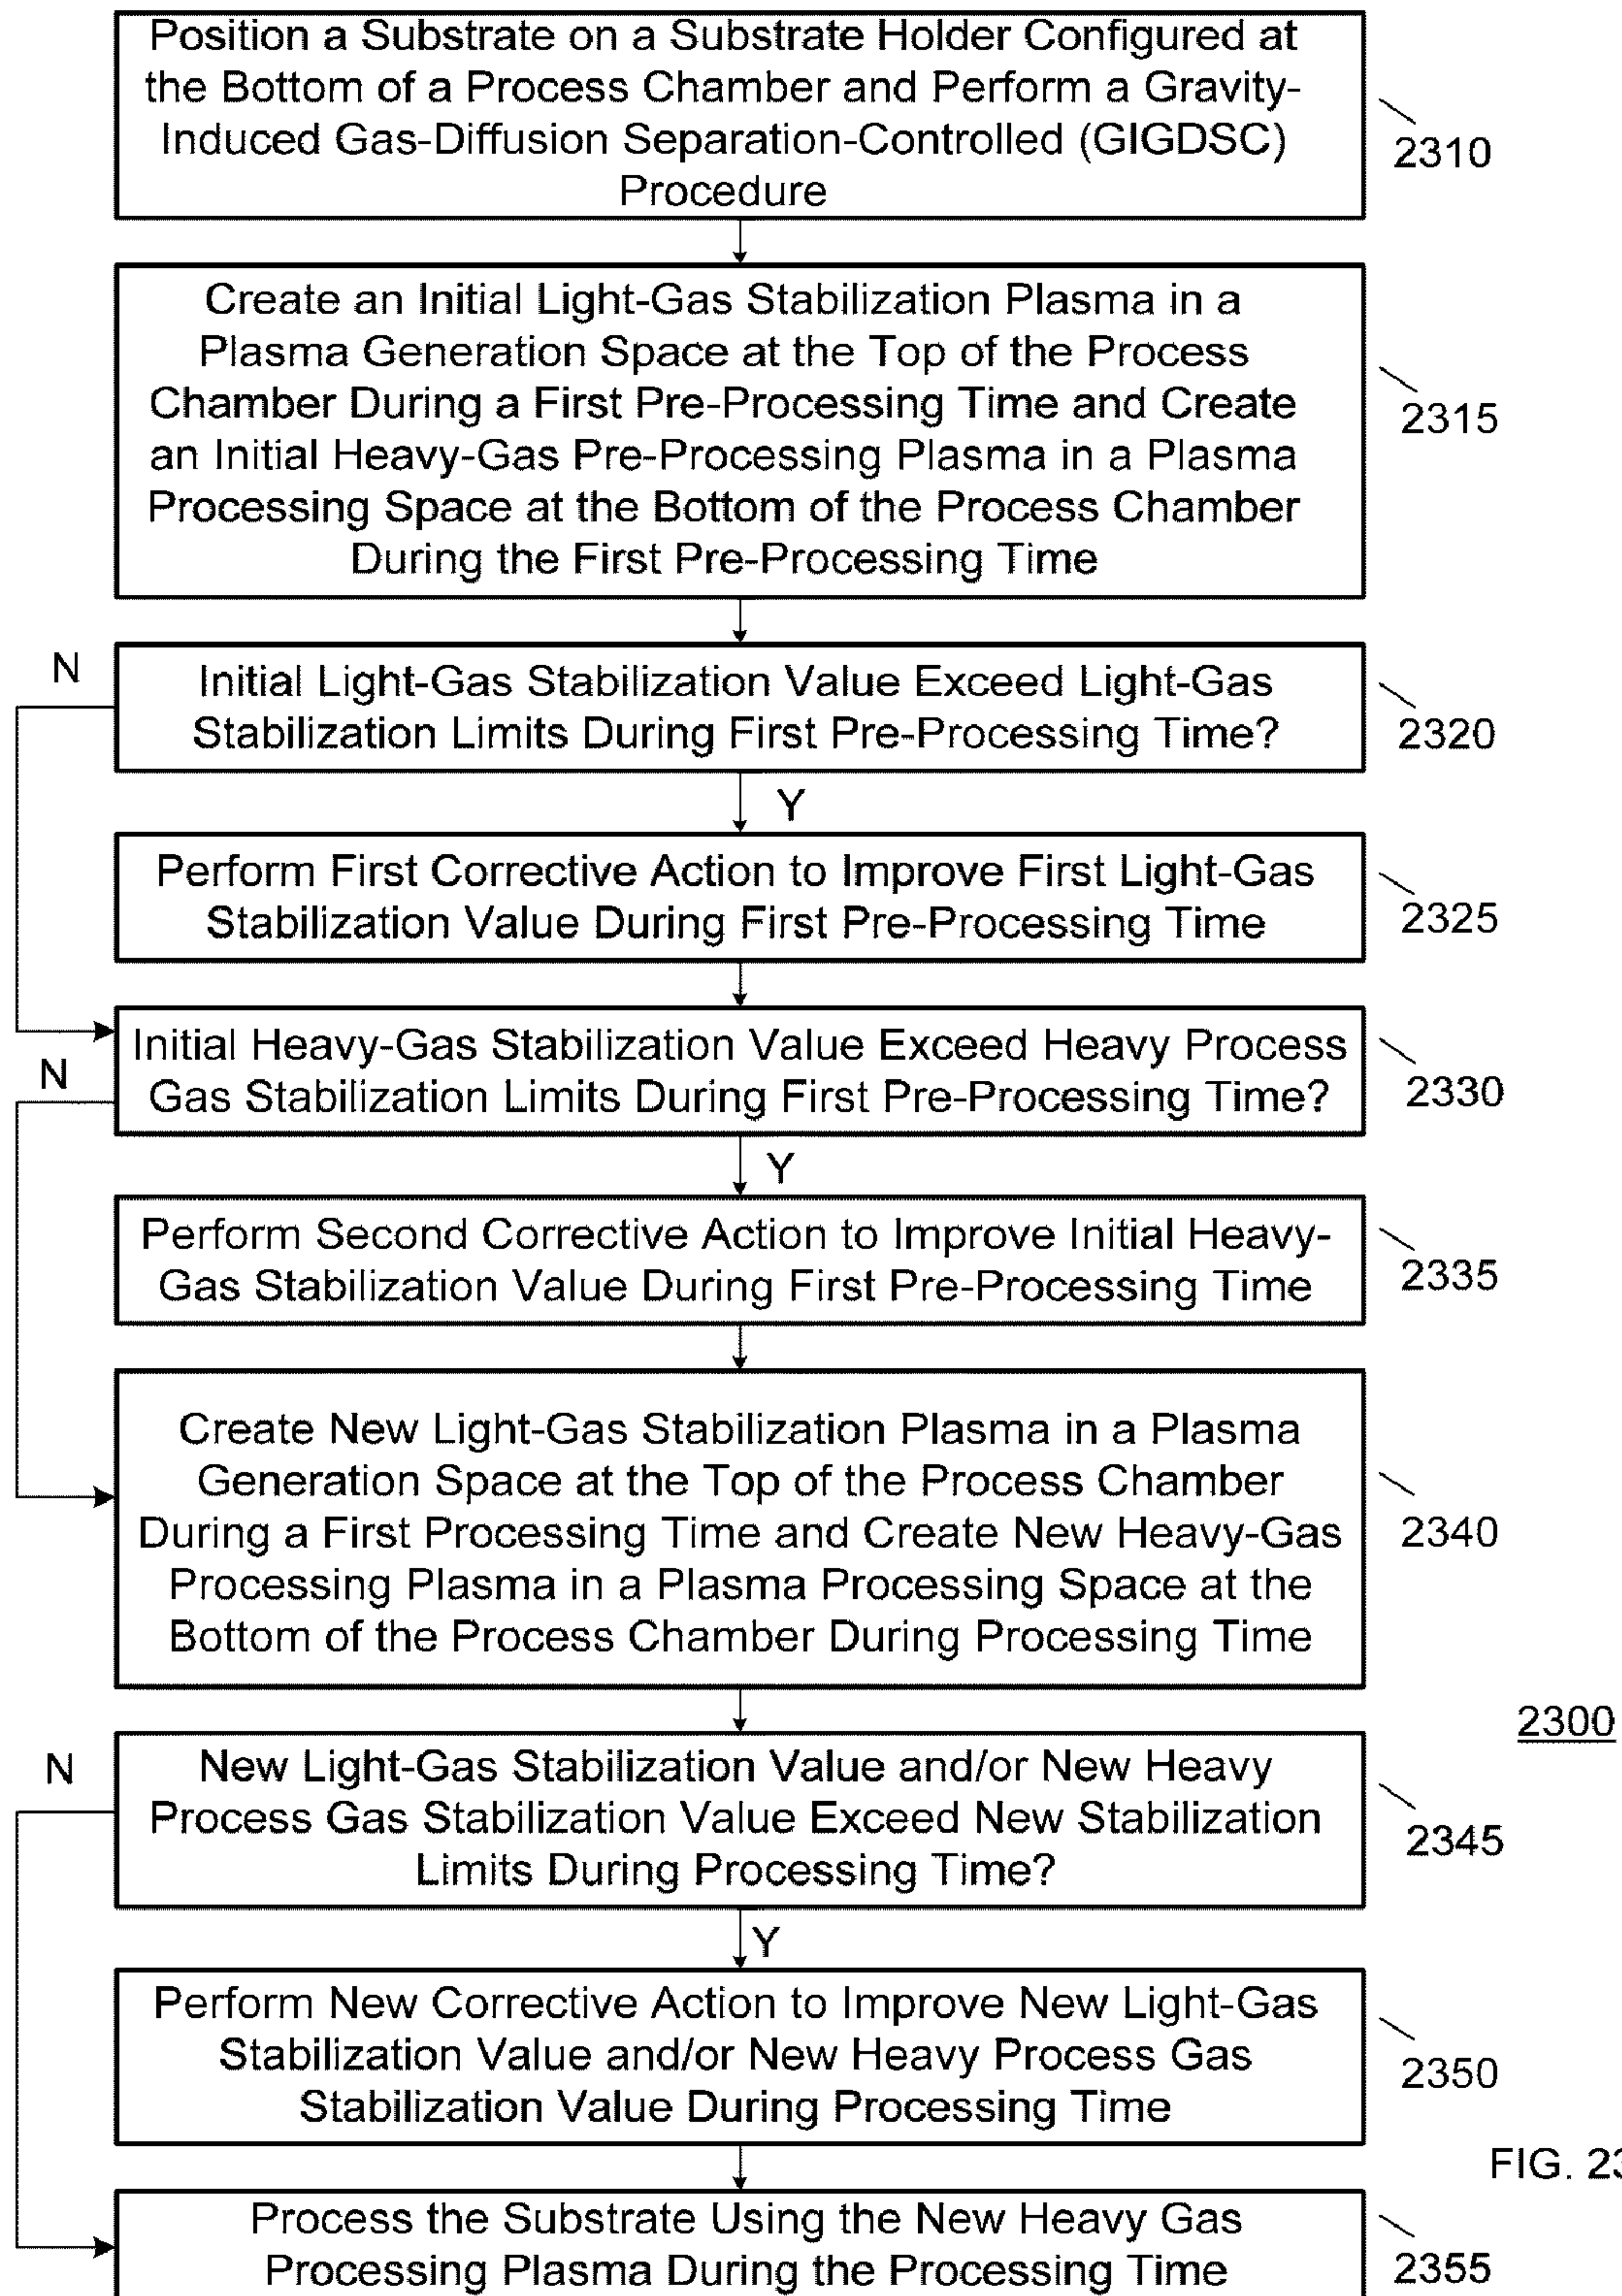 Position a Substrate on a Substrate Holder Configured at
the Bottom of a Process Chamber and Perform a Gravity-
Induced Gas-Diffusion Separation-Controlled (GIGDSC)
Procedure
2310
Create an Initial Light-Gas Stabilization Plasma in a
Plasma Generation Space at the Top of the Process
Chamber During a First Pre-Processing Time and Create
an Initial Heavy-Gas Pre-Processing Plasma in a Plasma
Processing Space at the Bottom of the Process Chamber
During the First Pre-Processing Time
2315
N
Initial Light-Gas Stabilization Value Exceed Light-Gas
Stabilization Limits During First Pre-Processing Time?
2320
Y
Perform First Corrective Action to Improve First Light-Gas
Stabilization Value During First Pre-Processing Time
2325
Initial Heavy-Gas Stabilization Value Exceed Heavy Process
Gas Stabilization Limits During First Pre-Processing Time?
2330
N
Y
Perform Second Corrective Action to Improve Initial Heavy-
Gas Stabilization Value During First Pre-Processing Time
2335
Create New Light-Gas Stabilization Plasma in a Plasma
Generation Space at the Top of the Process Chamber
During a First Processing Time and Create New Heavy-Gas
Processing Plasma in a Plasma Processing Space at the
Bottom of the Process Chamber During Processing Time
2340
2300
N
New Light-Gas Stabilization Value and/or New Heavy
Process Gas Stabilization Value Exceed New Stabilization
Limits During Processing Time?
2345
Y
Perform New Corrective Action to Improve New Light-Gas
Stabilization Value and/or New Heavy Process Gas
Stabilization Value During Processing Time
2350
FIG. 23
Process the Substrate Using the New Heavy Gas
Processing Plasma During the Processing Time
2355